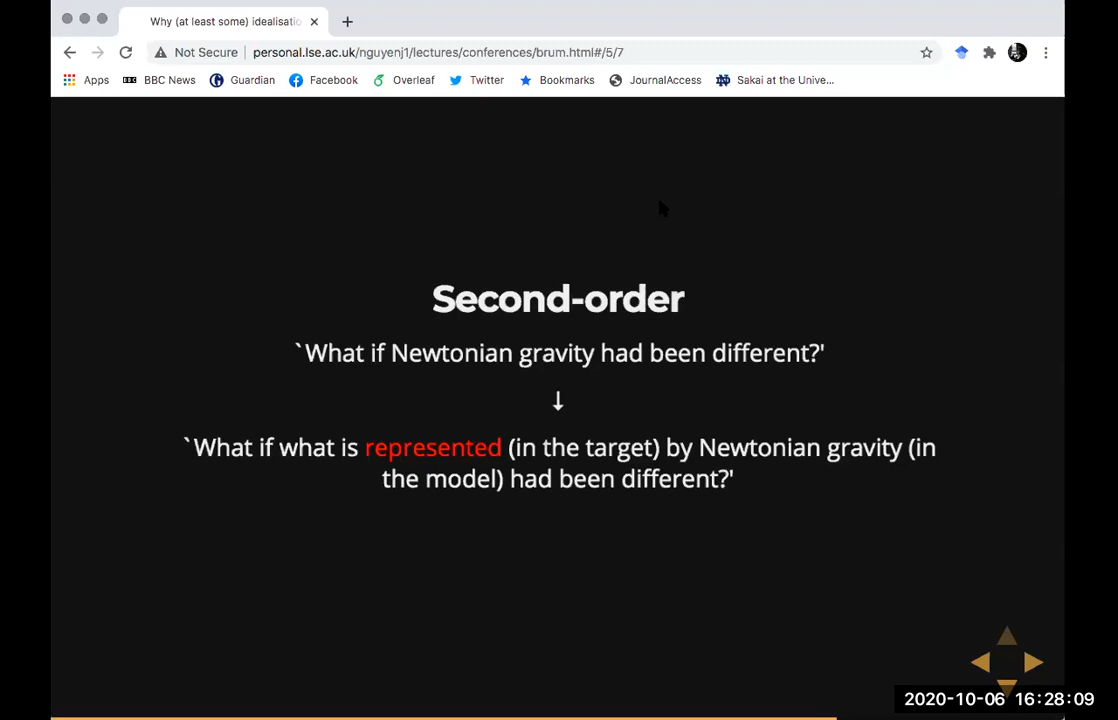 Why (at least some) idealisatio
Not Secure personal.lse.ac.uk/nguyenj1/lectures/conferences/brum.html#/5/7
Apps BBC News Guardian Facebook Overleaf Twitter Bookmarks JournalAccess Sakai at the Unive...
Second-order
`What if Newtonian gravity had been different?'
↓
`What if what is represented (in the target) by Newtonian gravity (in
the model) had been different?'
2020-10-06 16:28:09